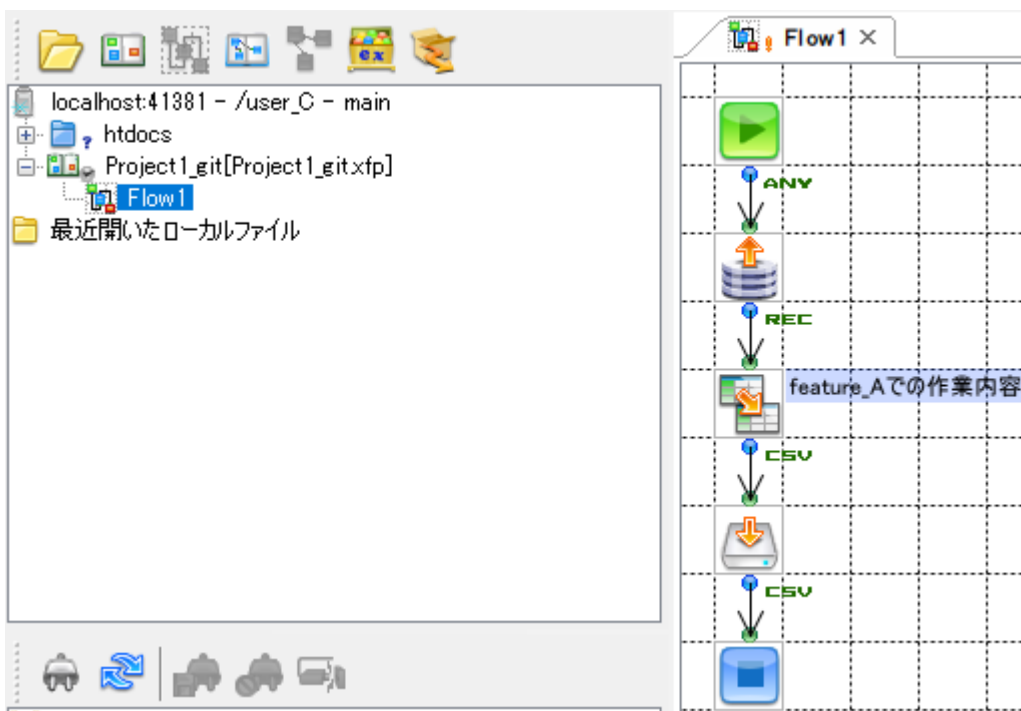 ex
localhost:41381 - /user_C - main
htdocs
Project1_git[Project1_git.xfp]
Flow1
最近開いたローカルファイル
Flow1
ANY
REC
feature_Aでの作業内容
CSV
CSV